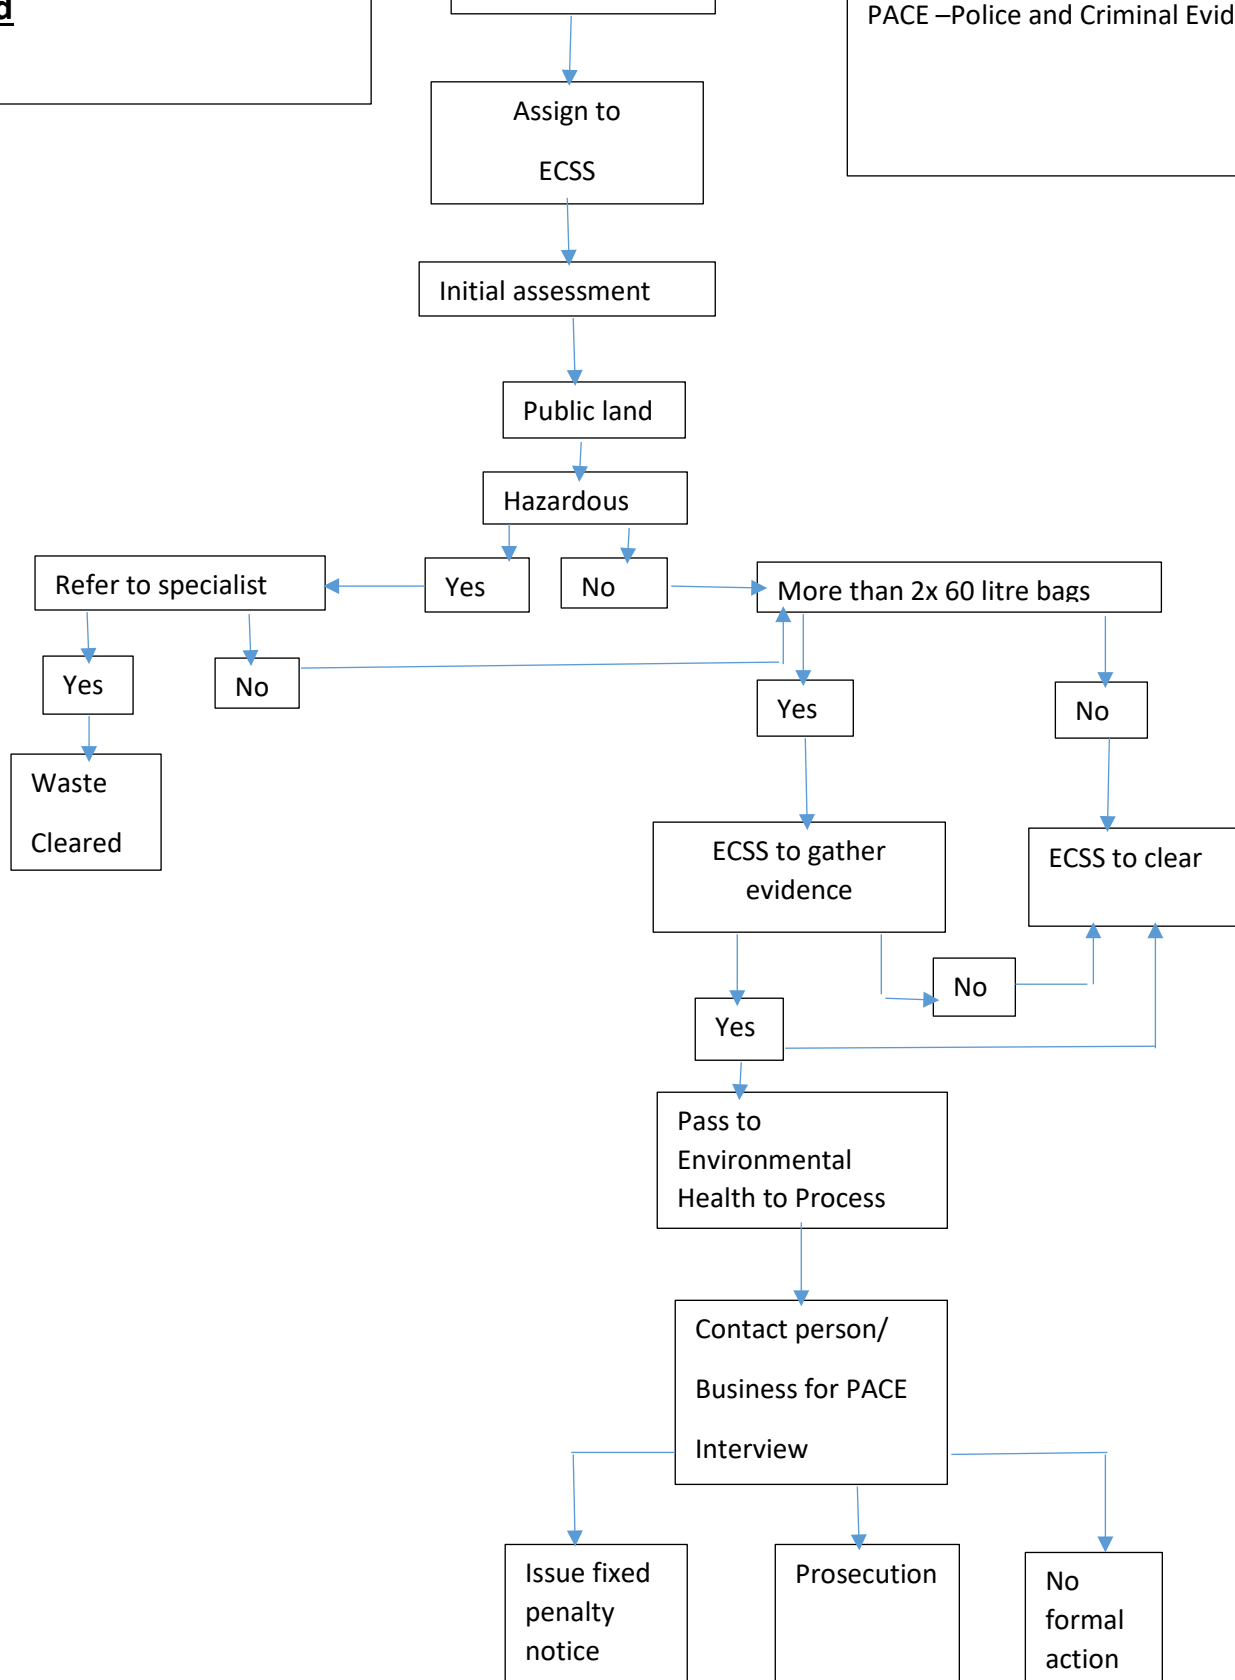 PACE –Police and Criminal Evid
Assign to
ECSS
Initial assessment
Public land
Hazardous
Refer to specialist
Yes
No
More than 2x 60 litre bags
Yes
No
Yes
No
Waste
Cleared
ECSS to gather
evidence
ECSS to clear
No
Yes
Pass to
Environmental
Health to Process
Contact person/
Business for PACE
Interview
Issue fixed
penalty
notice
Prosecution
No
formal
action